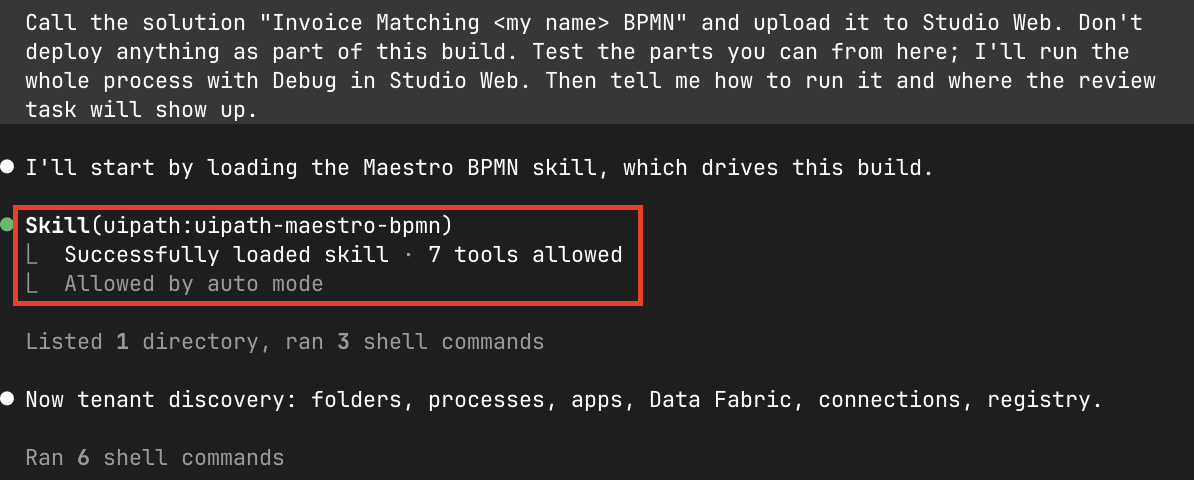 Call the solution "Invoice Matching <my name> BPMN" and upload it to Studio Web. Don't
deploy anything as part of this build. Test the parts you can from here; I'll run the
whole process with Debug in Studio Web. Then tell me how to run it and where the review
task will show up.
I'll start by loading the Maestro BPMN skill, which drives this build.
Skill(uipath:uipath-maestro-bpmn)
Successfully loaded skill · 7 tools allowed
Allowed by auto mode
Listed 1 directory, ran 3 shell commands
Now tenant discovery: folders, processes, apps, Data Fabric, connections, registry.
Ran 6 shell commands